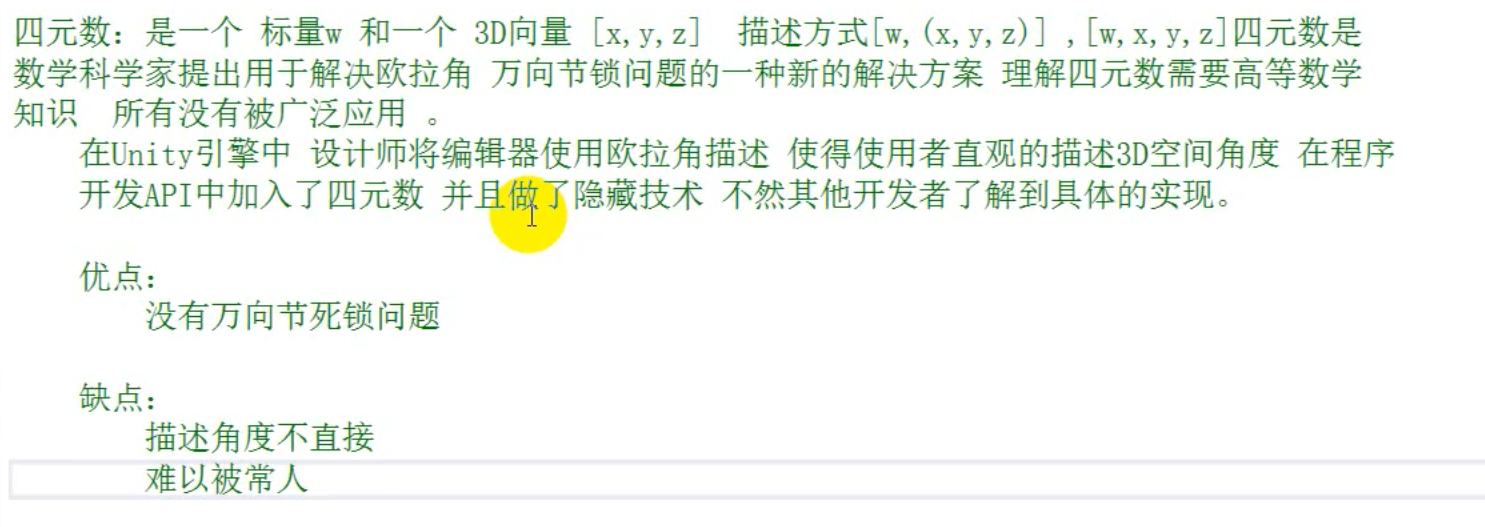 四元数：是一个 标量w 和一个 3D向量 [x,y,z]  描述方式[w,(x,y,z)] ,[w,x,y,z]四元数是
数学科学家提出用于解决欧拉角 万向节锁问题的一种新的解决方案 理解四元数需要高等数学
知识  所有没有被广泛应用 。
在Unity引擎中 设计师将编辑器使用欧拉角描述 使得使用者直观的描述3D空间角度 在程序
开发API中加入了四元数 并且做了隐藏技术 不然其他开发者了解到具体的实现。
优点：
没有万向节死锁问题
缺点：
描述角度不直接
难以被常人